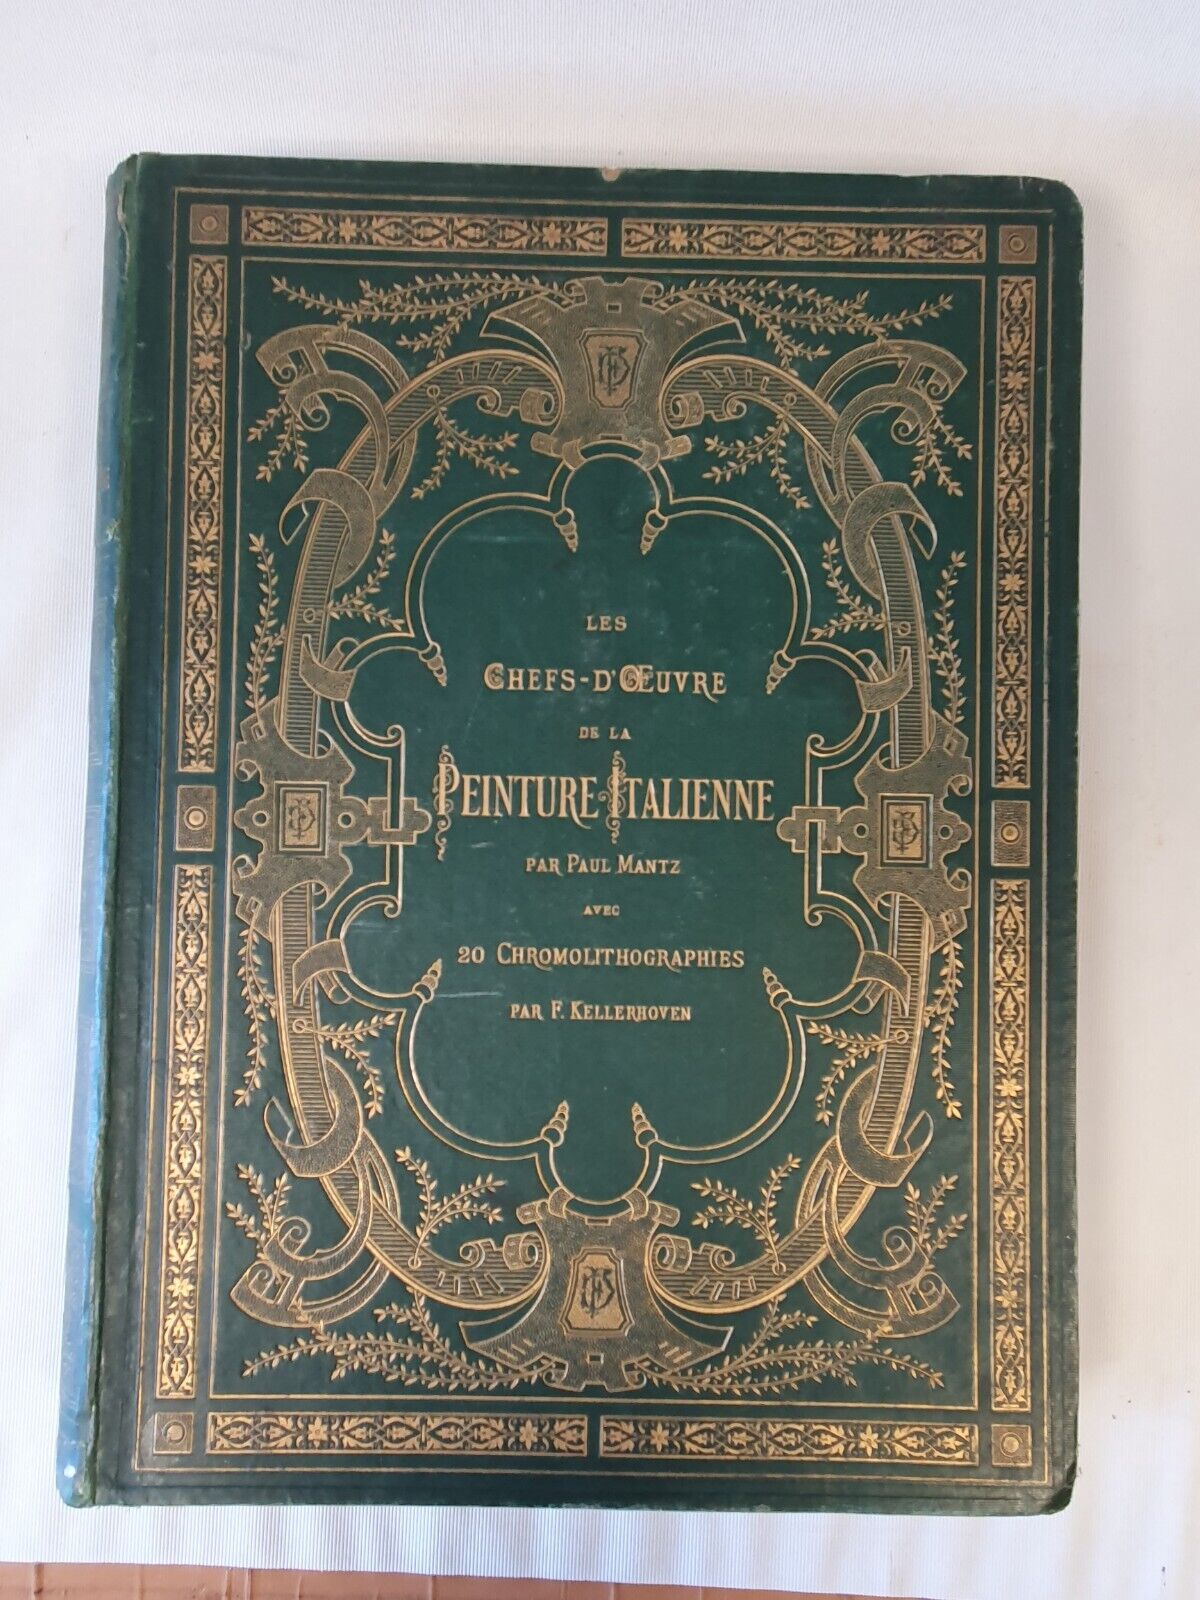 LES
CHEFS-D'ŒUVRE
DE LA
PEINTURE ITALIENNE
PAR PAUL MANTZ
AVEC
20 CHROMOLITHOGRAPHIES
PAR F. KELLERHOVEN